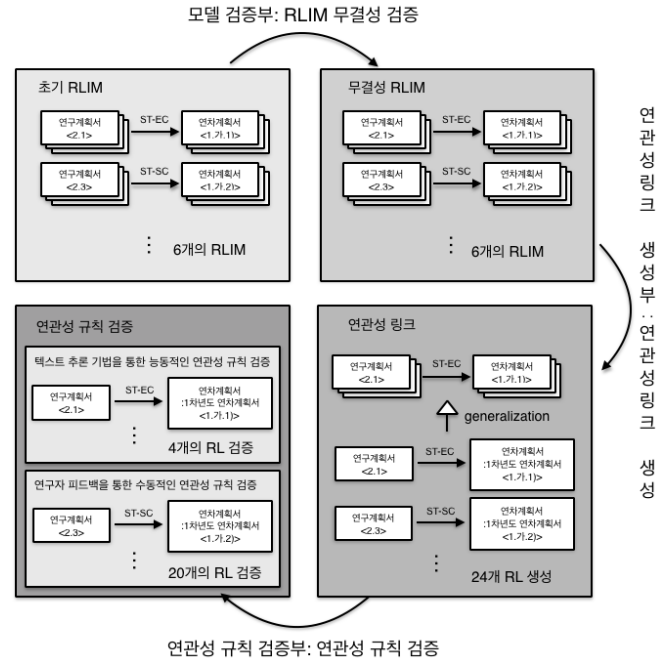 모델 검증부: RLIM 무결성 검증
초기 RLIM
연구계획서
<2.1>
ST-EC
연차계획서
<1.가.1)>
연구계획서
<2.3>
ST-SC
연차계획서
<1.가.2)>
⋮
6개의 RLIM
무결성 RLIM
연구계획서
<2.1>
ST-EC
연차계획서
<1.가.1)>
연구계획서
<2.3>
ST-SC
연차계획서
<1.가.2)>
⋮
6개의 RLIM
연관성링크 생성부: 연관성링크 생성
연관성 링크
연구계획서
<2.1>
ST-EC
연차계획서
<1.가.1)>
generalization
연구계획서
<2.1>
ST-EC
연차계획서
:1차년도 연차계획서
<1.가.1)>
연구계획서
<2.3>
ST-SC
연차계획서
:1차년도 연차계획서
<1.가.2)>
⋮
24개 RL 생성
연관성 규칙 검증
텍스트 추론 기법을 통한 능동적인 연관성 규칙 검증
연구계획서
<2.1>
ST-EC
연차계획서
:1차년도 연차계획서
<1.가.1)>
⋮
4개의 RL 검증
연구자 피드백을 통한 수동적인 연관성 규칙 검증
연구계획서
<2.3>
ST-SC
연차계획서
:1차년도 연차계획서
<1.가.2)>
⋮
20개의 RL 검증
연관성 규칙 검증부: 연관성 규칙 검증